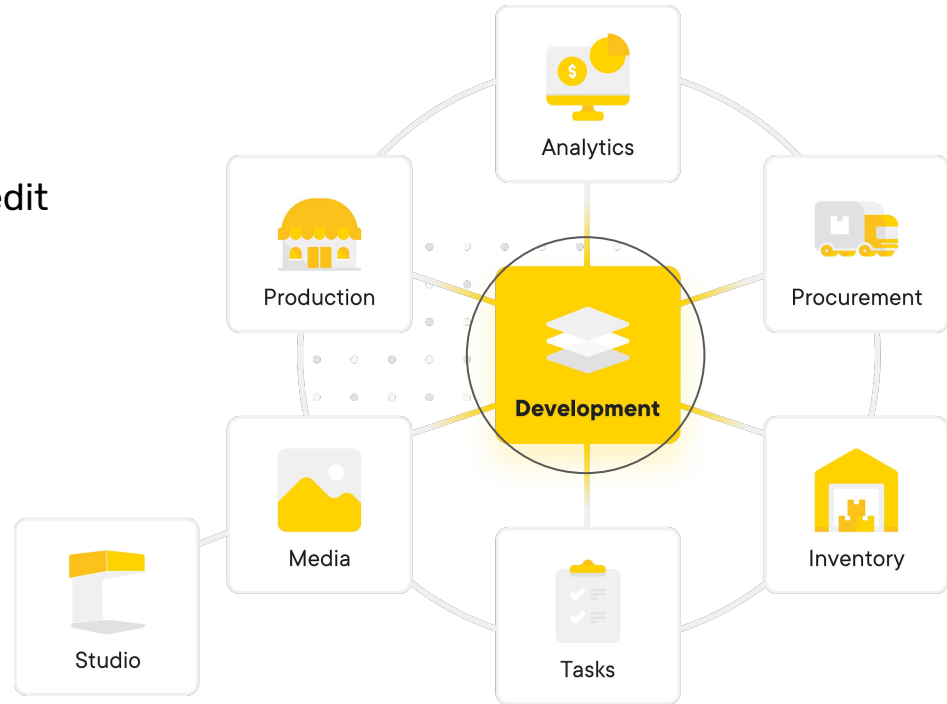 Analytics
edit
Production
Procurement
Development
Media
Inventory
Studio
Tasks
$